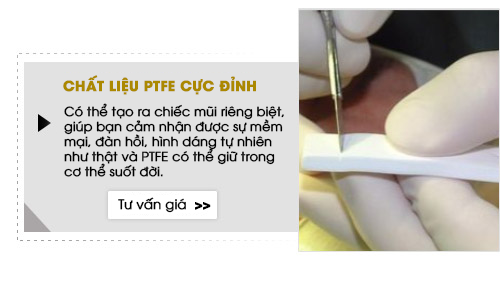 CHẤT LIỆU PTFE CỰC ĐỈNH
Có thể tạo ra chiếc mũi riêng biệt,
giúp bạn cảm nhận được sự mềm
mại, đàn hồi, hình dáng tự nhiên
như thật và PTFE có thể giữ trong
cơ thể suốt đời.
Tư vấn giá >>